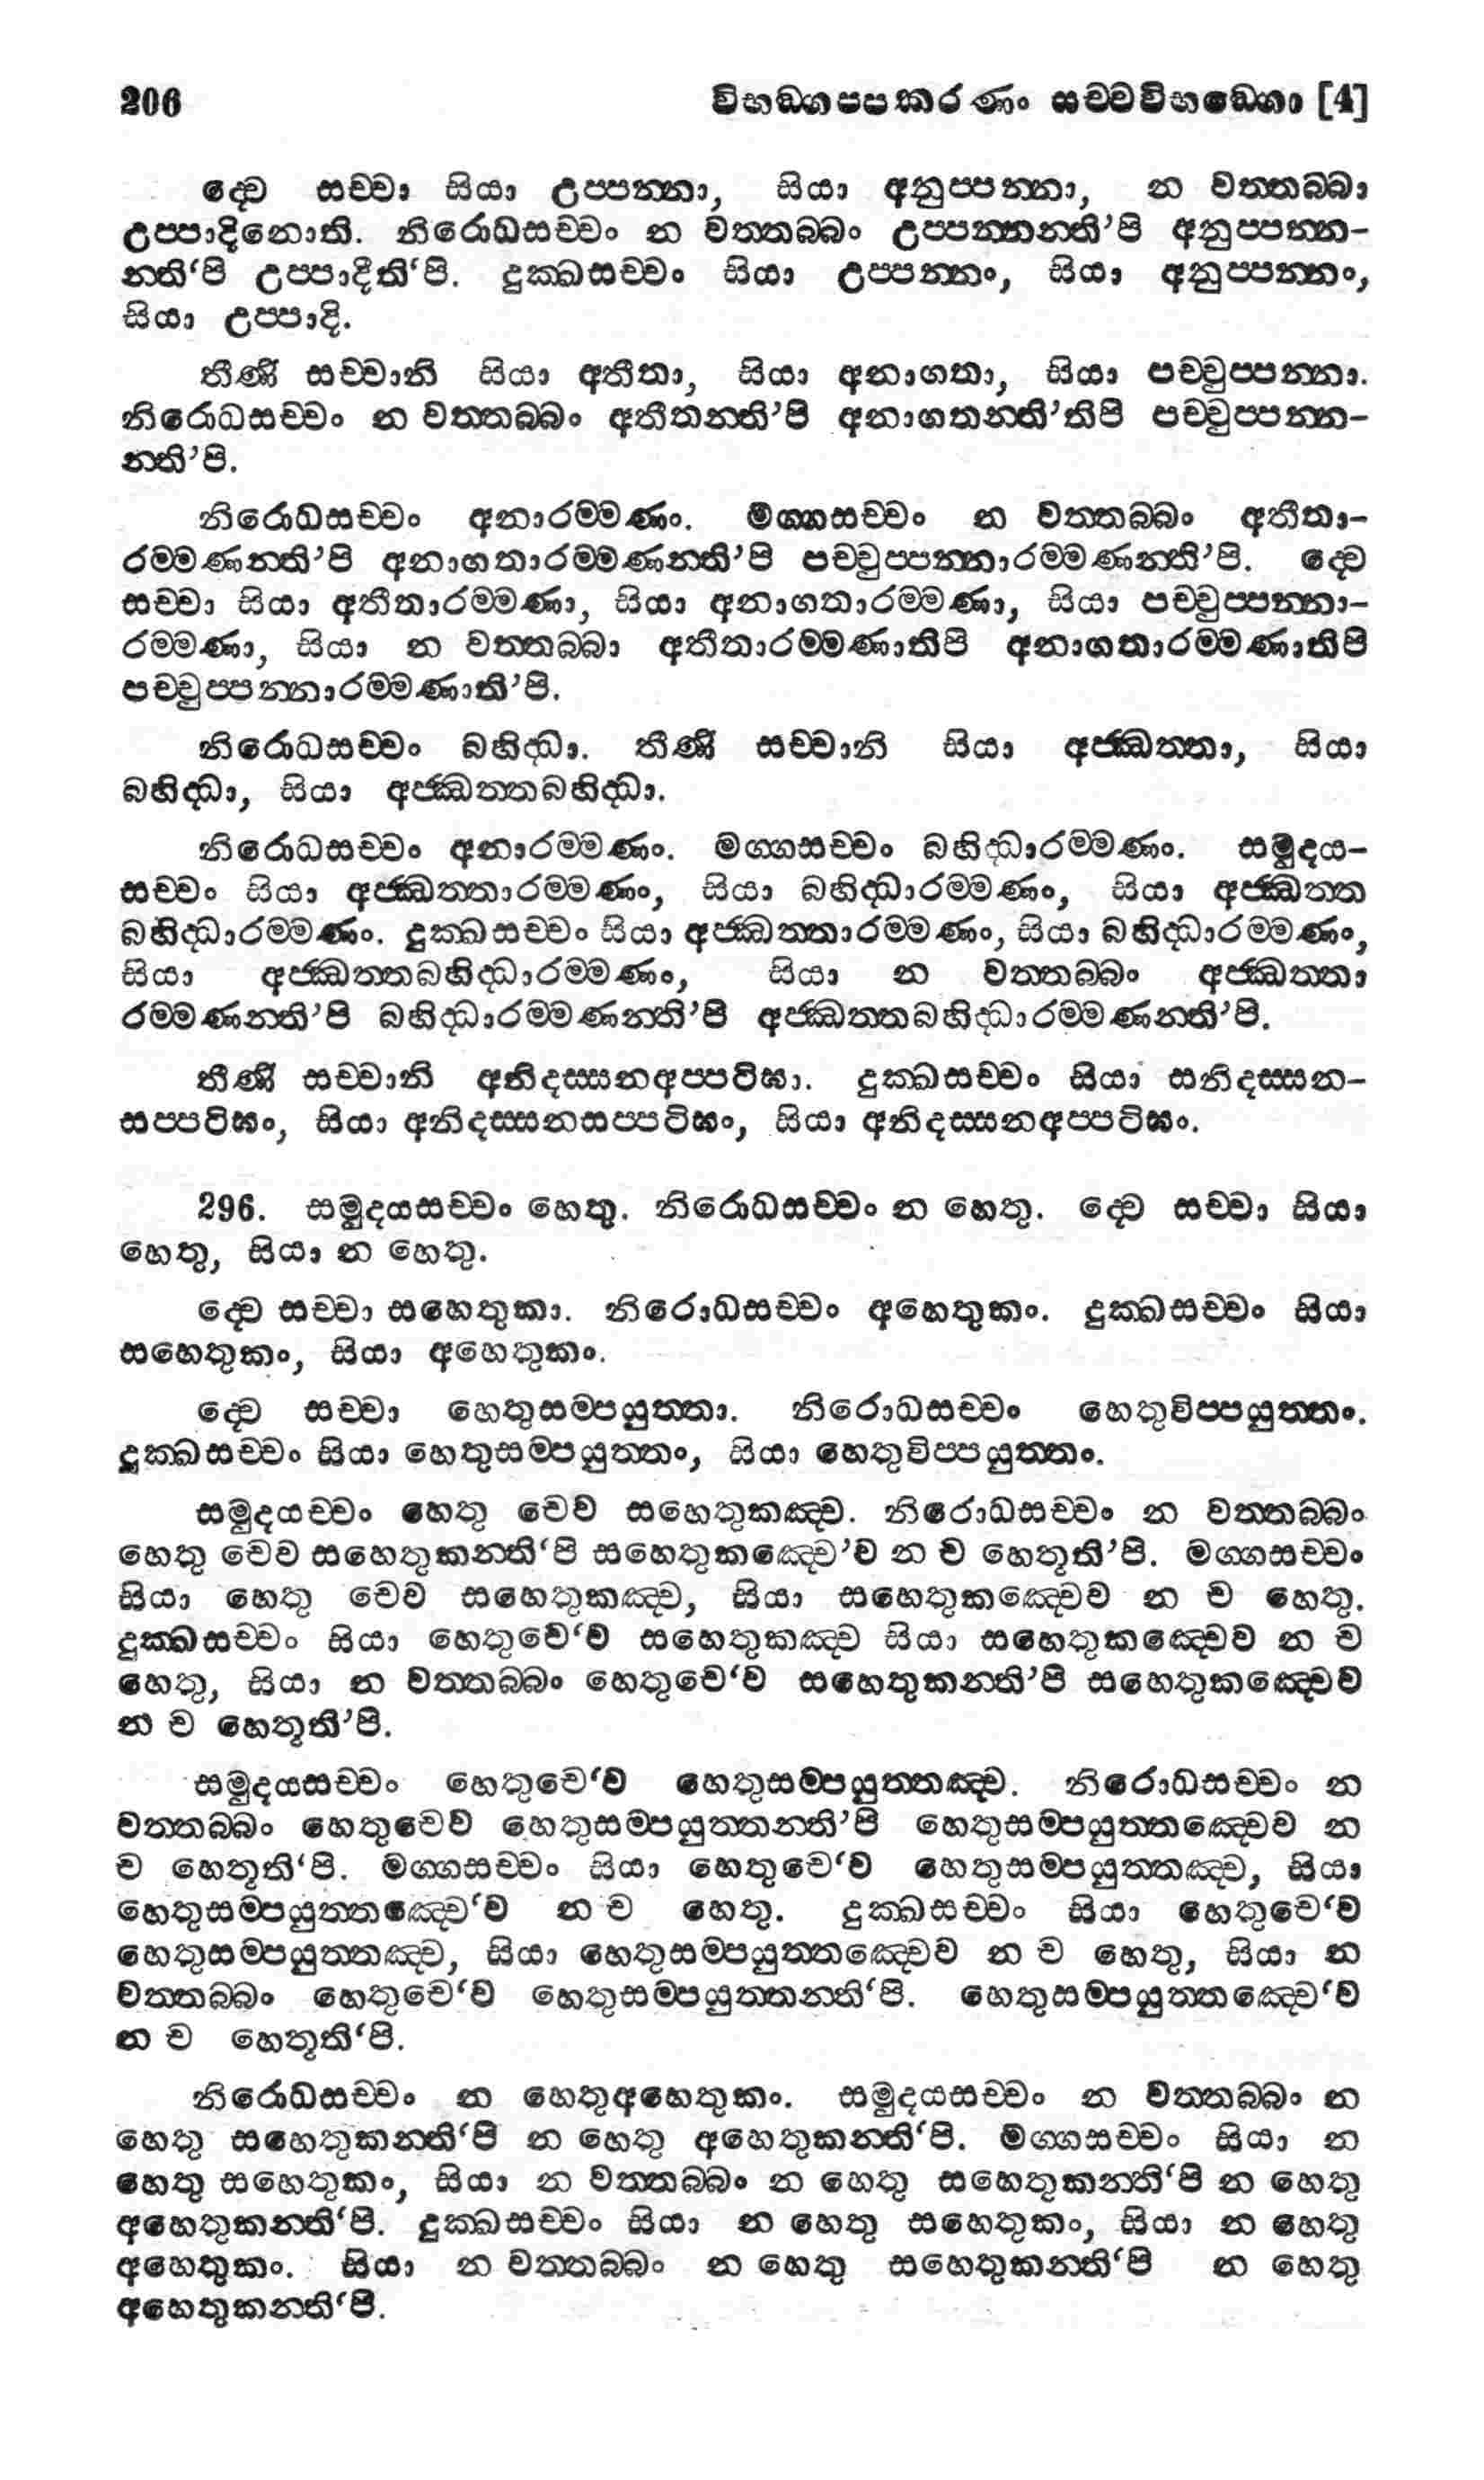 206 විභඞ්ගපපකරණං සච්චවිභඞ්ගො [4]
ද්වෙ සච්චා සියා උප්පන්නා, සියා අනුප්පන්නා, න වත්තබ්බා
උප්පාදිනොති. නිරොධසච්චං න වත්තබ්බං උප්පන්නන්ති’පි අනුප්පන්න-
න්ති‘පි උප්පාදීති‘පි. දුක්ඛසච්චං සියා උප්පන්නං, සියා අනුප්පන්නං,
සියා උප්පාදි.
තීණි සච්චානි සියා අතීතා, සියා අනාගතා, සියා පච්චුප්පන්නා.
නිරොධසච්චං න වත්තබ්බං අතීතන්ති’පි අනාගතන්ති’තිපි පච්චුප්පන්න-
න්ති’පි.
නිරොධසච්චං අනාරම්මණං. මග්ගසච්චං න වත්තබ්බං අතීතා-
රම්මණන්ති’පි අනාගතාරම්මණන්ති’පි පච්චුප්පන්නාරම්මණන්ති’පි. ද්වෙ
සච්චා සියා අතීතාරම්මණා, සියා අනාගතාරම්මණා, සියා පච්චුප්පන්නා-
රම්මණා, සියා න වත්තබ්බා අතීතාරම්මණාතිපි අනාගතාරම්මණාතිපි
පච්චුප්පන්නාරම්මණාති’පි.
නිරොධසච්චං බහිද්ධා. තීණි සච්චානි සියා අජ්ඣත්තා, සියා
බහිද්ධා, සියා අජ්ඣත්තබහිද්ධා.
නිරොධසච්චං අනාරම්මණං. මග්ගසච්චං බහිද්ධාරම්මණං. සමුදය-
සච්චං සියා අජ්ඣත්තාරම්මණං, සියා බහිද්ධාරම්මණං, සියා අජ්ඣත්ත
බහිද්ධාරම්මණං. දුක්ඛසච්චං සියා අජ්ඣත්තාරම්මණං, සියා බහිද්ධාරම්මණං,
සියා අජ්ඣත්තබහිද්ධාරම්මණං, සියා න වත්තබ්බං අජ්ඣත්තා
රම්මණන්ති’පි බහිද්ධාරම්මණන්ති’පි අජ්ඣත්තබහිද්ධාරම්මණන්ති’පි.
තීණි සච්චානි අනිදස්සනඅප්පටිඝා. දුක්ඛසච්චං සියා සනිදස්සන-
සප්පටිඝං, සියා අනිදස්සනසප්පටිඝං, සියා අනිදස්සනඅප්පටිඝං.
296. සමුදයසච්චං හෙතු. නිරොධසච්චං න හෙතු. ද්වෙ සච්චා සියා
හෙතු, සියා න හෙතු.
ද්වෙ සච්චා සහෙතුකා. නිරොධසච්චං අහෙතුකං. දුක්ඛසච්චං සියා
සහෙතුකං, සියා අහෙතුකං.
ද්වෙ සච්චා හෙතුසම්පයුත්තා. නිරොධසච්චං හෙතුවිප්පයුත්තං.
දුක්ඛසච්චං සියා හෙතුසම්පයුත්තං, සියා හෙතුවිප්පයුත්තං.
සමුදයච්චං හෙතු චෙව සහෙතුකඤ්ච. නිරොධසච්චං න වත්තබ්බං
හෙතු චෙව සහෙතුකන්ති‘පි සහෙතුකඤ්චෙ’ව න ච හෙතූති’පි. මග්ගසච්චං
සියා හෙතු චෙව සහෙතුකඤ්ච, සියා සහෙතුකඤ්චෙව න ච හෙතු.
දුක්ඛසච්චං සියා හෙතුචෙ‘ව සහෙතුකඤ්ච සියා සහෙතුකඤ්චෙව න ච
හෙතු, සියා න වත්තබ්බං හෙතුචෙ‘ව සහෙතුකන්ති’පි සහෙතුකඤ්චෙව
න ච හෙතූති’පි.
සමුදයසච්චං හෙතුචෙ‘ව හෙතුසම්පයුත්තඤ්ච. නිරොධසච්චං න
වත්තබ්බං හෙතුචෙව හෙතුසම්පයුත්තන්ති’පි හෙතුසම්පයුත්තඤ්චෙව න
ච හෙතූති‘පි. මග්ගසච්චං සියා හෙතුචෙ‘ව හෙතුසම්පයුත්තඤ්ච, සියා
හෙතුසම්පයුත්තඤ්චෙ‘ව න ච හෙතු. දුක්ඛසච්චං සියා හෙතුචෙ‘ව
හෙතුසම්පයුත්තඤ්ච, සියා හෙතුසම්පයුත්තඤ්චෙව න ච හෙතු, සියා න
වත්තබ්බං හෙතුචෙ‘ව හෙතුසම්පයුත්තන්ති‘පි. හෙතුසම්පයුත්තඤ්චෙ‘ව
න ච හෙතූති‘පි.
නිරොධසච්චං න හෙතුඅහෙතුකං. සමුදයසච්චං න වත්තබ්බං න
හෙතු සහෙතුකන්ති‘පි න හෙතු අහෙතුකන්ති‘පි. මග්ගසච්චං සියා න
හෙතු සහෙතුකං, සියා න වත්තබ්බං න හෙතු සහෙතුකන්ති‘පි න හෙතු
අහෙතුකන්ති‘පි. දුක්ඛසච්චං සියා න හෙතු සහෙතුකං, සියා න හෙතු
අහෙතුකං. සියා න වත්තබ්බං න හෙතු සහෙතුකන්ති‘පි න හෙතු
අහෙතුකන්ති‘පි.